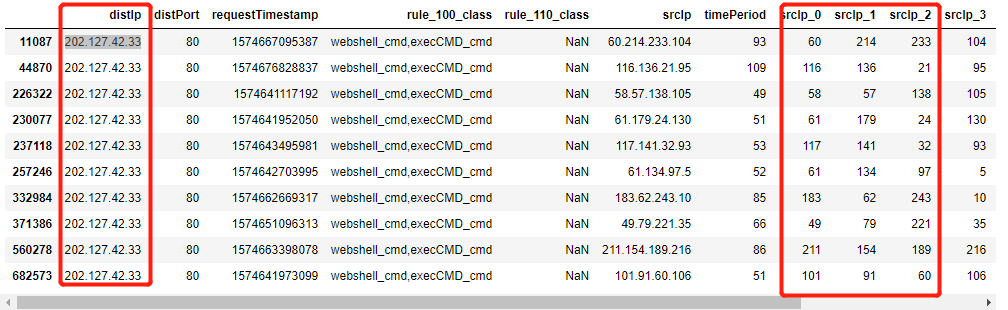 distIp distPort requestTimestamp rule_100_class rule_110_class srcIp timePeriod srcIp_0 srcIp_1 srcIp_2 srcIp_3
11087 202.127.42.33 80 1574667095387 webshell_cmd,execCMD_cmd NaN 60.214.233.104 93 60 214 233 104
44870 202.127.42.33 80 1574676828837 webshell_cmd,execCMD_cmd NaN 116.136.21.95 109 116 136 21 95
226322 202.127.42.33 80 1574641117192 webshell_cmd,execCMD_cmd NaN 58.57.138.105 49 58 57 138 105
230077 202.127.42.33 80 1574641952050 webshell_cmd,execCMD_cmd NaN 61.179.24.130 51 61 179 24 130
237118 202.127.42.33 80 1574643495981 webshell_cmd,execCMD_cmd NaN 117.141.32.93 53 117 141 32 93
257246 202.127.42.33 80 1574642703995 webshell_cmd,execCMD_cmd NaN 61.134.97.5 52 61 134 97 5
332984 202.127.42.33 80 1574662669317 webshell_cmd,execCMD_cmd NaN 183.62.243.10 85 183 62 243 10
371386 202.127.42.33 80 1574651096313 webshell_cmd,execCMD_cmd NaN 49.79.221.35 66 49 79 221 35
560278 202.127.42.33 80 1574663398078 webshell_cmd,execCMD_cmd NaN 211.154.189.216 86 211 154 189 216
682573 202.127.42.33 80 1574641973099 webshell_cmd,execCMD_cmd NaN 101.91.60.106 51 101 91 60 106